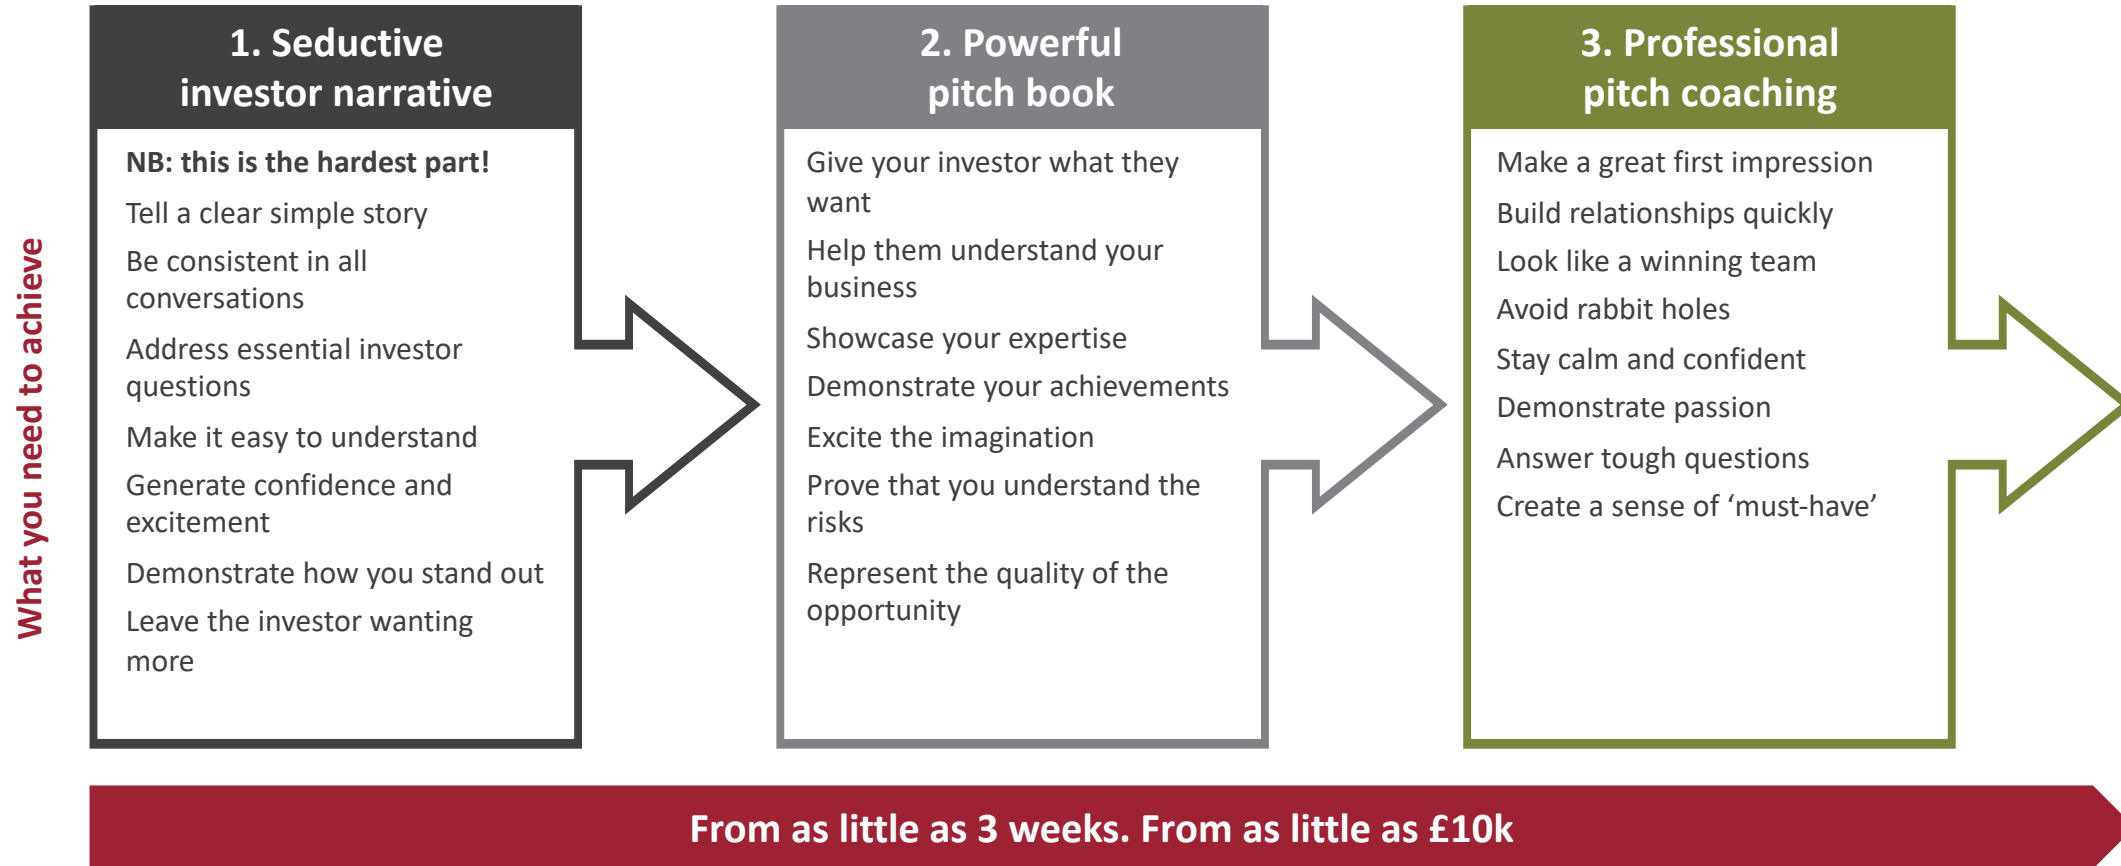 What you need to achieve
1. Seductive
investor narrative
NB: this is the hardest part!
Tell a clear simple story
Be consistent in all
conversations
Address essential investor
questions
Make it easy to understand
Generate confidence and
excitement
Demonstrate how you stand out
Leave the investor wanting
more
2. Powerful
pitch book
Give your investor what they
want
Help them understand your
business
Showcase your expertise
Demonstrate your achievements
Excite the imagination
Prove that you understand the
risks
Represent the quality of the
opportunity
3. Professional
pitch coaching
Make a great first impression
Build relationships quickly
Look like a winning team
Avoid rabbit holes
Stay calm and confident
Demonstrate passion
Answer tough questions
Create a sense of ‘must-have’
From as little as 3 weeks. From as little as £10k